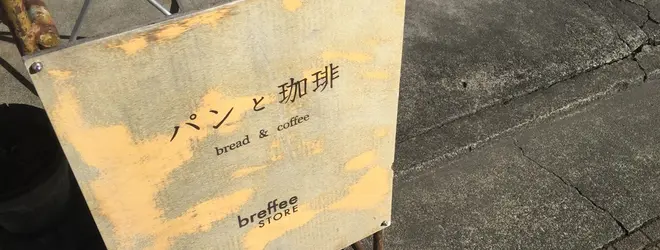 パンと珈琲
bread & coffee
breffee
STORE